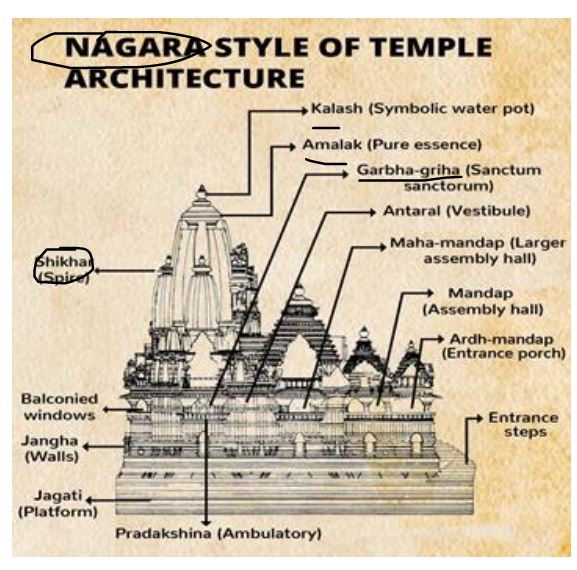 NAGARA STYLE OF TEMPLE
ARCHITECTURE
Kalash (Symbolic water pot)
Amalak (Pure essence)
Garbha-griha (Sanctum
sanctorum)
Antaral (Vestibule)
Maha-mandap (Larger
assembly hall)
Shikhar
(Spire)
Mandap
(Assembly hall)
Ardh-mandap
(Entrance porch)
Balconied
windows
Entrance
steps
Jangha
(Walls)
Jagati
(Platform)
Pradakshina (Ambulatory)